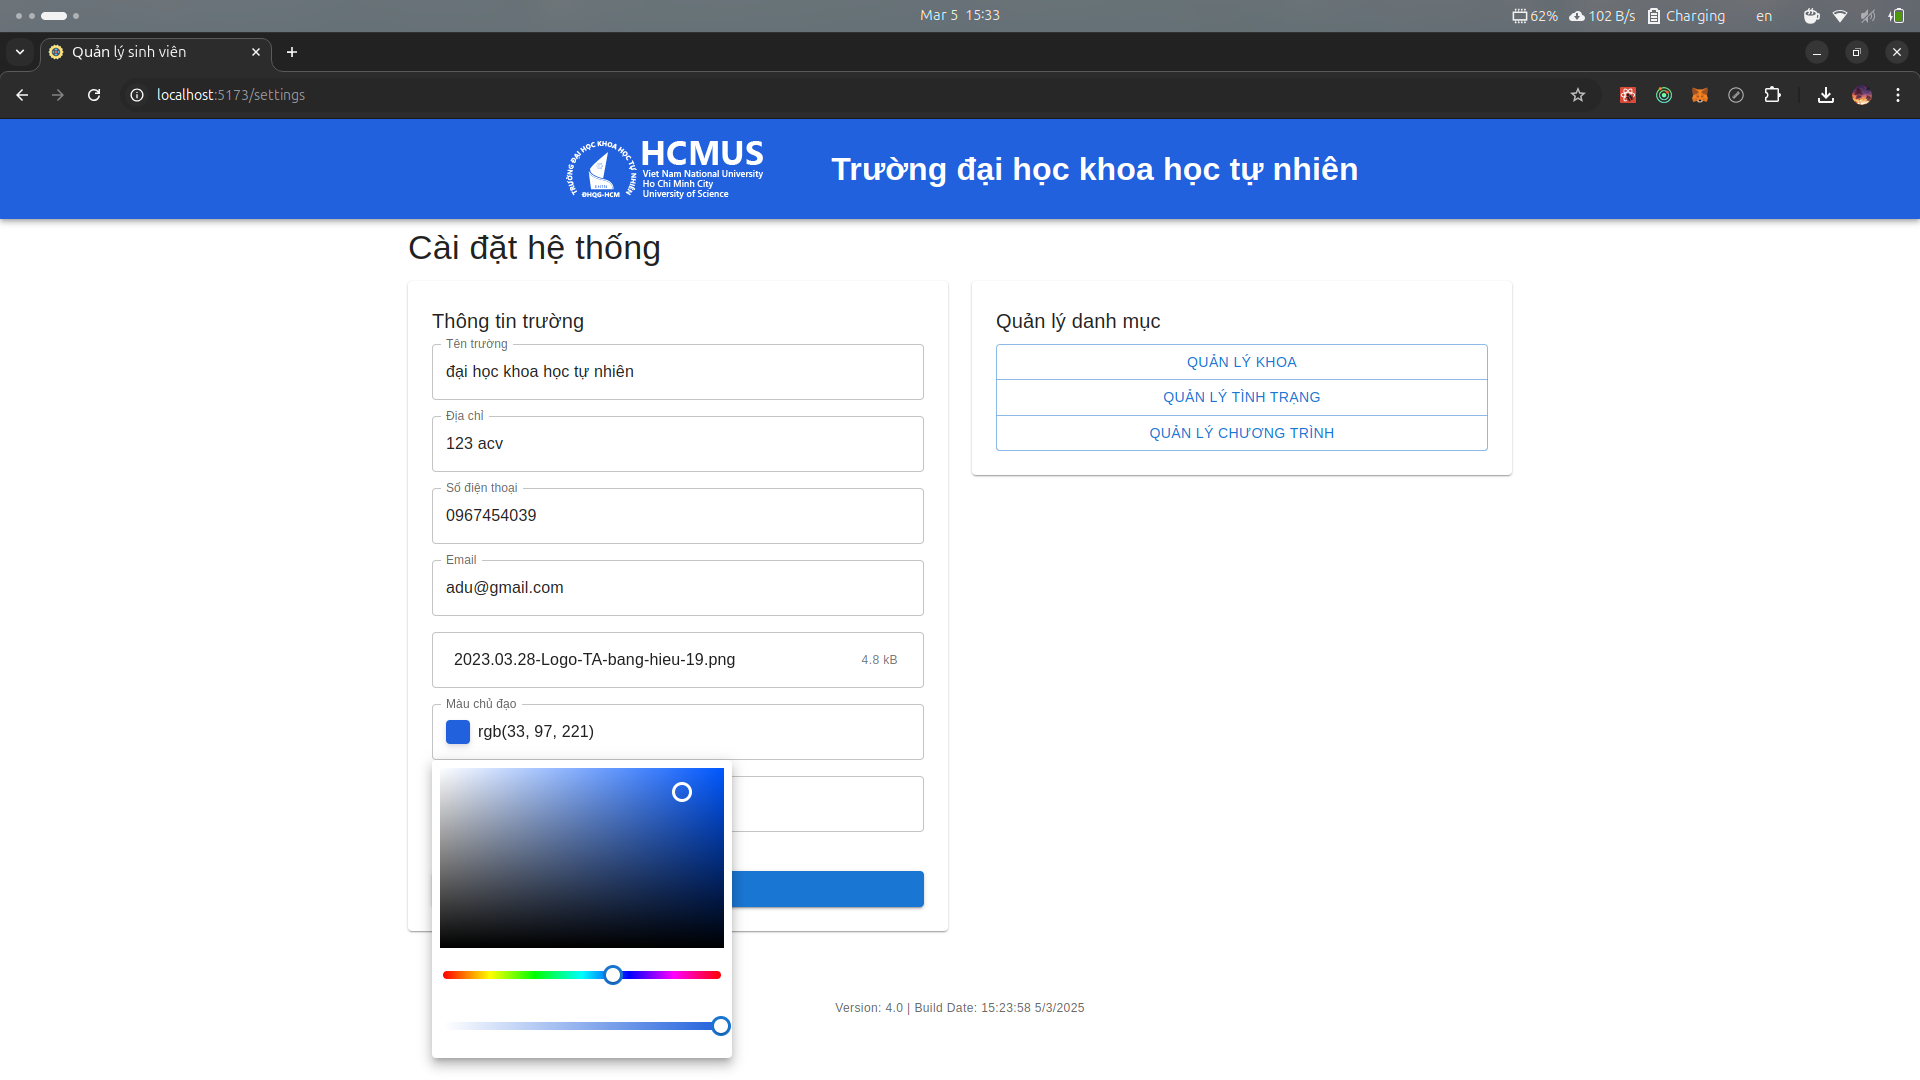 Mar 5 15:33
62%
102 B/s
Charging
en
Quản lý sinh viên
localhost:5173/settings
TRƯỜNG ĐẠI HỌC KHOA HỌC TỰ NHIÊN
ĐHQG-HCM
HCMUS
Viet Nam National University
Ho Chi Minh City
University of Science
Trường đại học khoa học tự nhiên
Cài đặt hệ thống
Thông tin trường
Tên trường
đại học khoa học tự nhiên
Địa chỉ
123 acv
Số điện thoại
0967454039
Email
adu@gmail.com
2023.03.28-Logo-TA-bang-hieu-19.png
4.8 kB
Màu chủ đạo
rgb(33, 97, 221)
Quản lý danh mục
QUẢN LÝ KHOA
QUẢN LÝ TÌNH TRẠNG
QUẢN LÝ CHƯƠNG TRÌNH
Version: 4.0 | Build Date: 15:23:58 5/3/2025